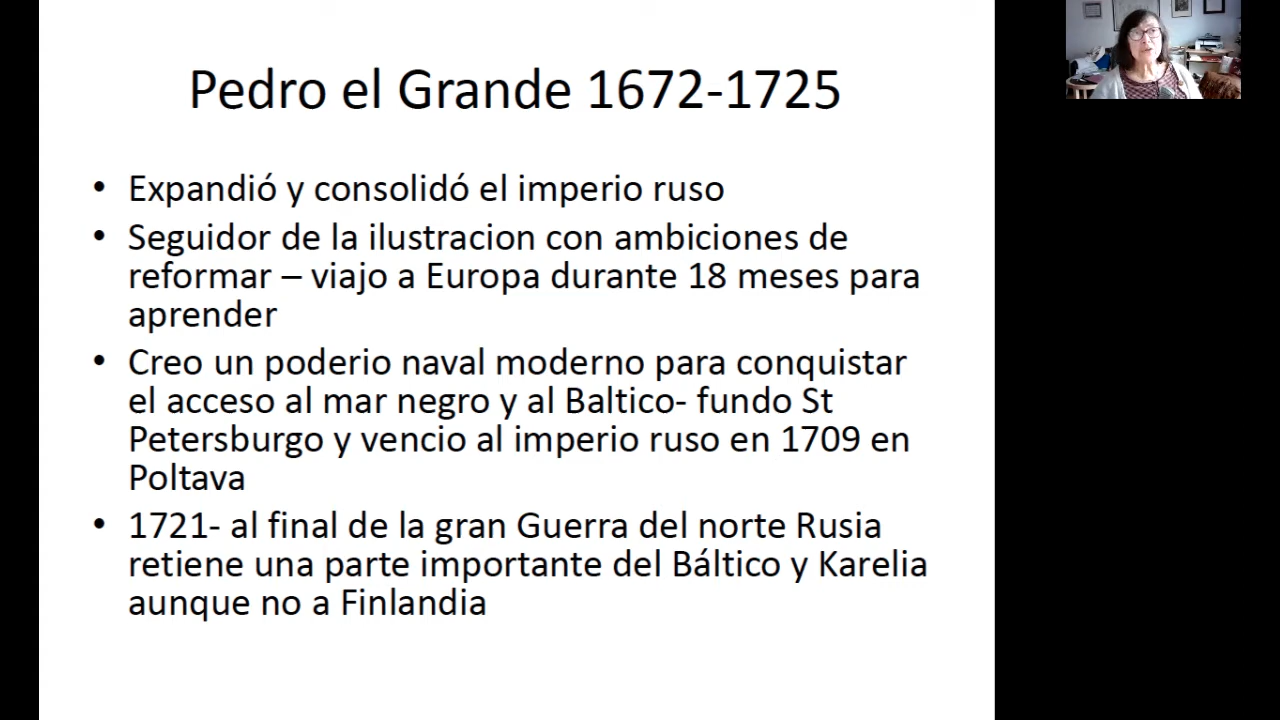 Pedro el Grande 1672-1725
• Expandió y consolidó el imperio ruso
• Seguidor de la ilustracion con ambiciones de
reformar – viajo a Europa durante 18 meses para
aprender
• Creo un poderio naval moderno para conquistar
el acceso al mar negro y al Baltico- fundo St
Petersburgo y vencio al imperio ruso en 1709 en
Poltava
• 1721- al final de la gran Guerra del norte Rusia
retiene una parte importante del Báltico y Karelia
aunque no a Finlandia